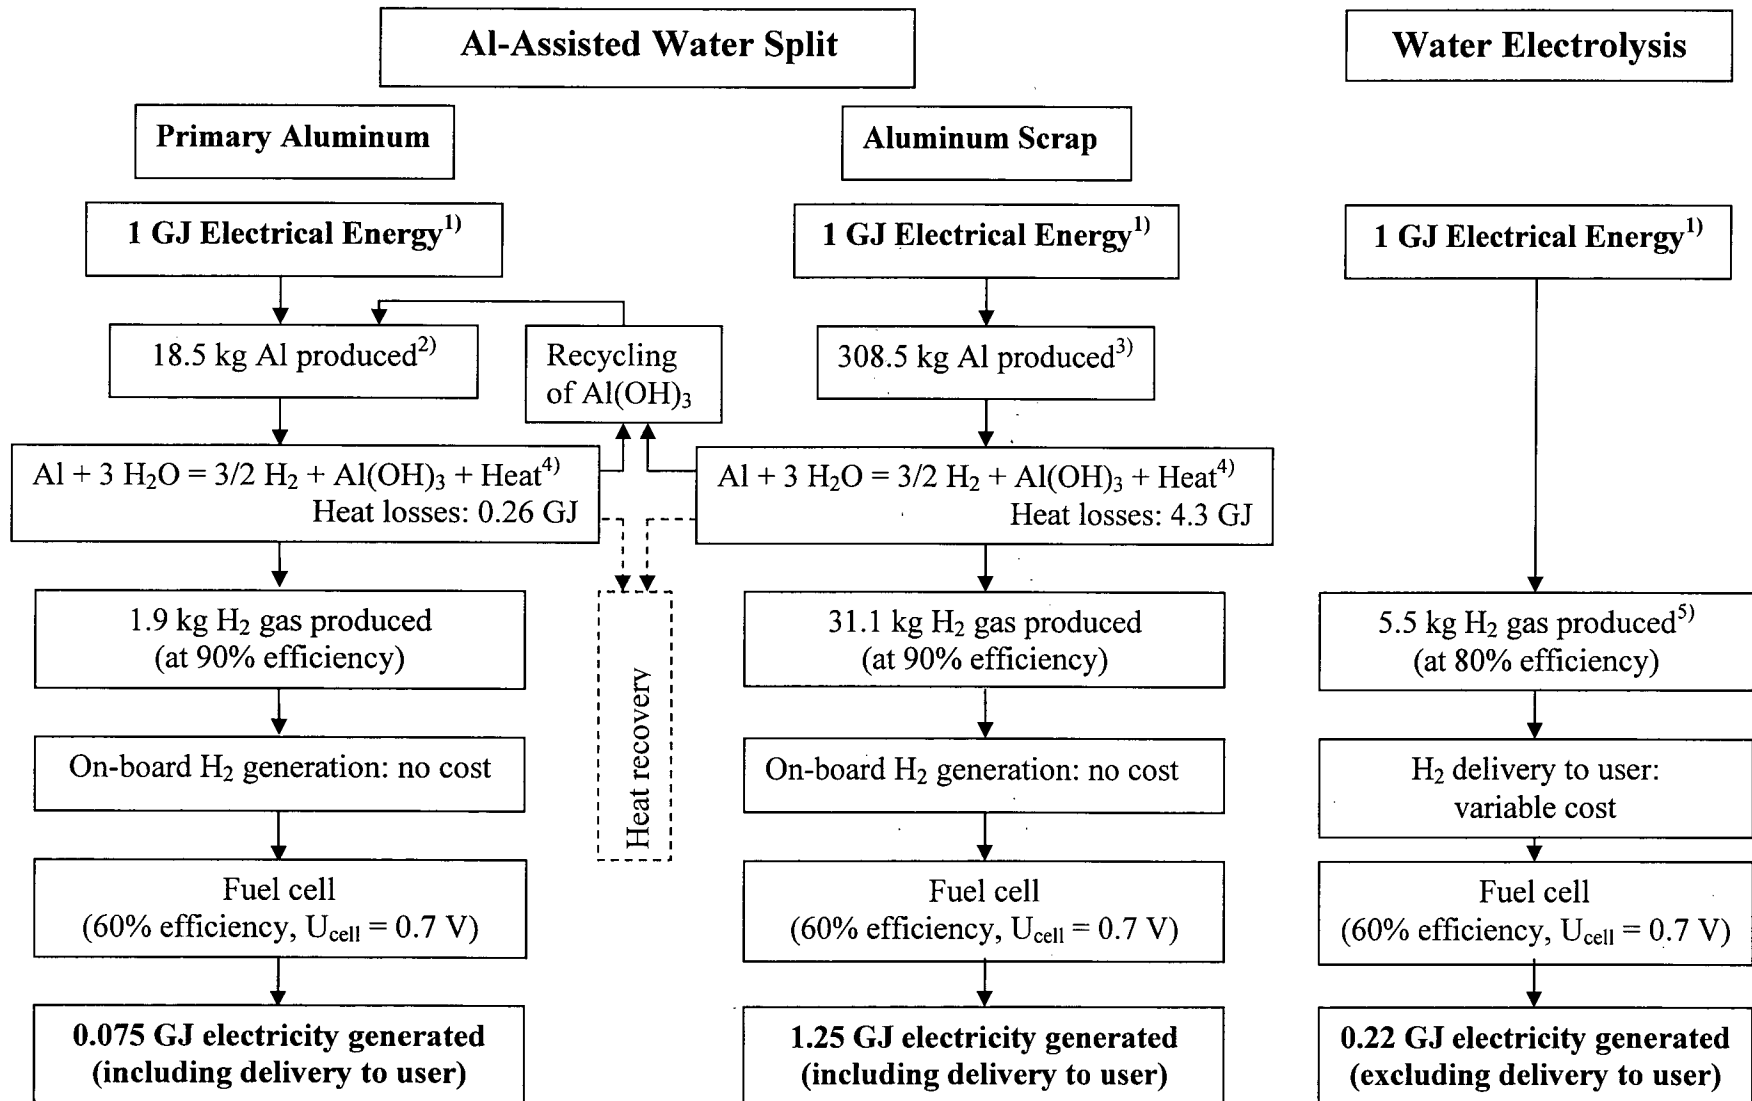 Al-Assisted Water Split
Water Electrolysis
Primary Aluminum
Aluminum Scrap
1 GJ Electrical Energy¹⁾
1 GJ Electrical Energy¹⁾
1 GJ Electrical Energy¹⁾
18.5 kg Al produced²⁾
Recycling
of Al(OH)₃
308.5 kg Al produced³⁾
Al + 3 H₂O = 3/2 H₂ + Al(OH)₃ + Heat⁴⁾
Heat losses: 0.26 GJ
Al + 3 H₂O = 3/2 H₂ + Al(OH)₃ + Heat⁴⁾
Heat losses: 4.3 GJ
1.9 kg H₂ gas produced
(at 90% efficiency)
Heat recovery
31.1 kg H₂ gas produced
(at 90% efficiency)
5.5 kg H₂ gas produced⁵⁾
(at 80% efficiency)
On-board H₂ generation: no cost
On-board H₂ generation: no cost
H₂ delivery to user:
variable cost
Fuel cell
(60% efficiency, U_cell = 0.7 V)
Fuel cell
(60% efficiency, U_cell = 0.7 V)
Fuel cell
(60% efficiency, U_cell = 0.7 V)
0.075 GJ electricity generated
(including delivery to user)
1.25 GJ electricity generated
(including delivery to user)
0.22 GJ electricity generated
(excluding delivery to user)